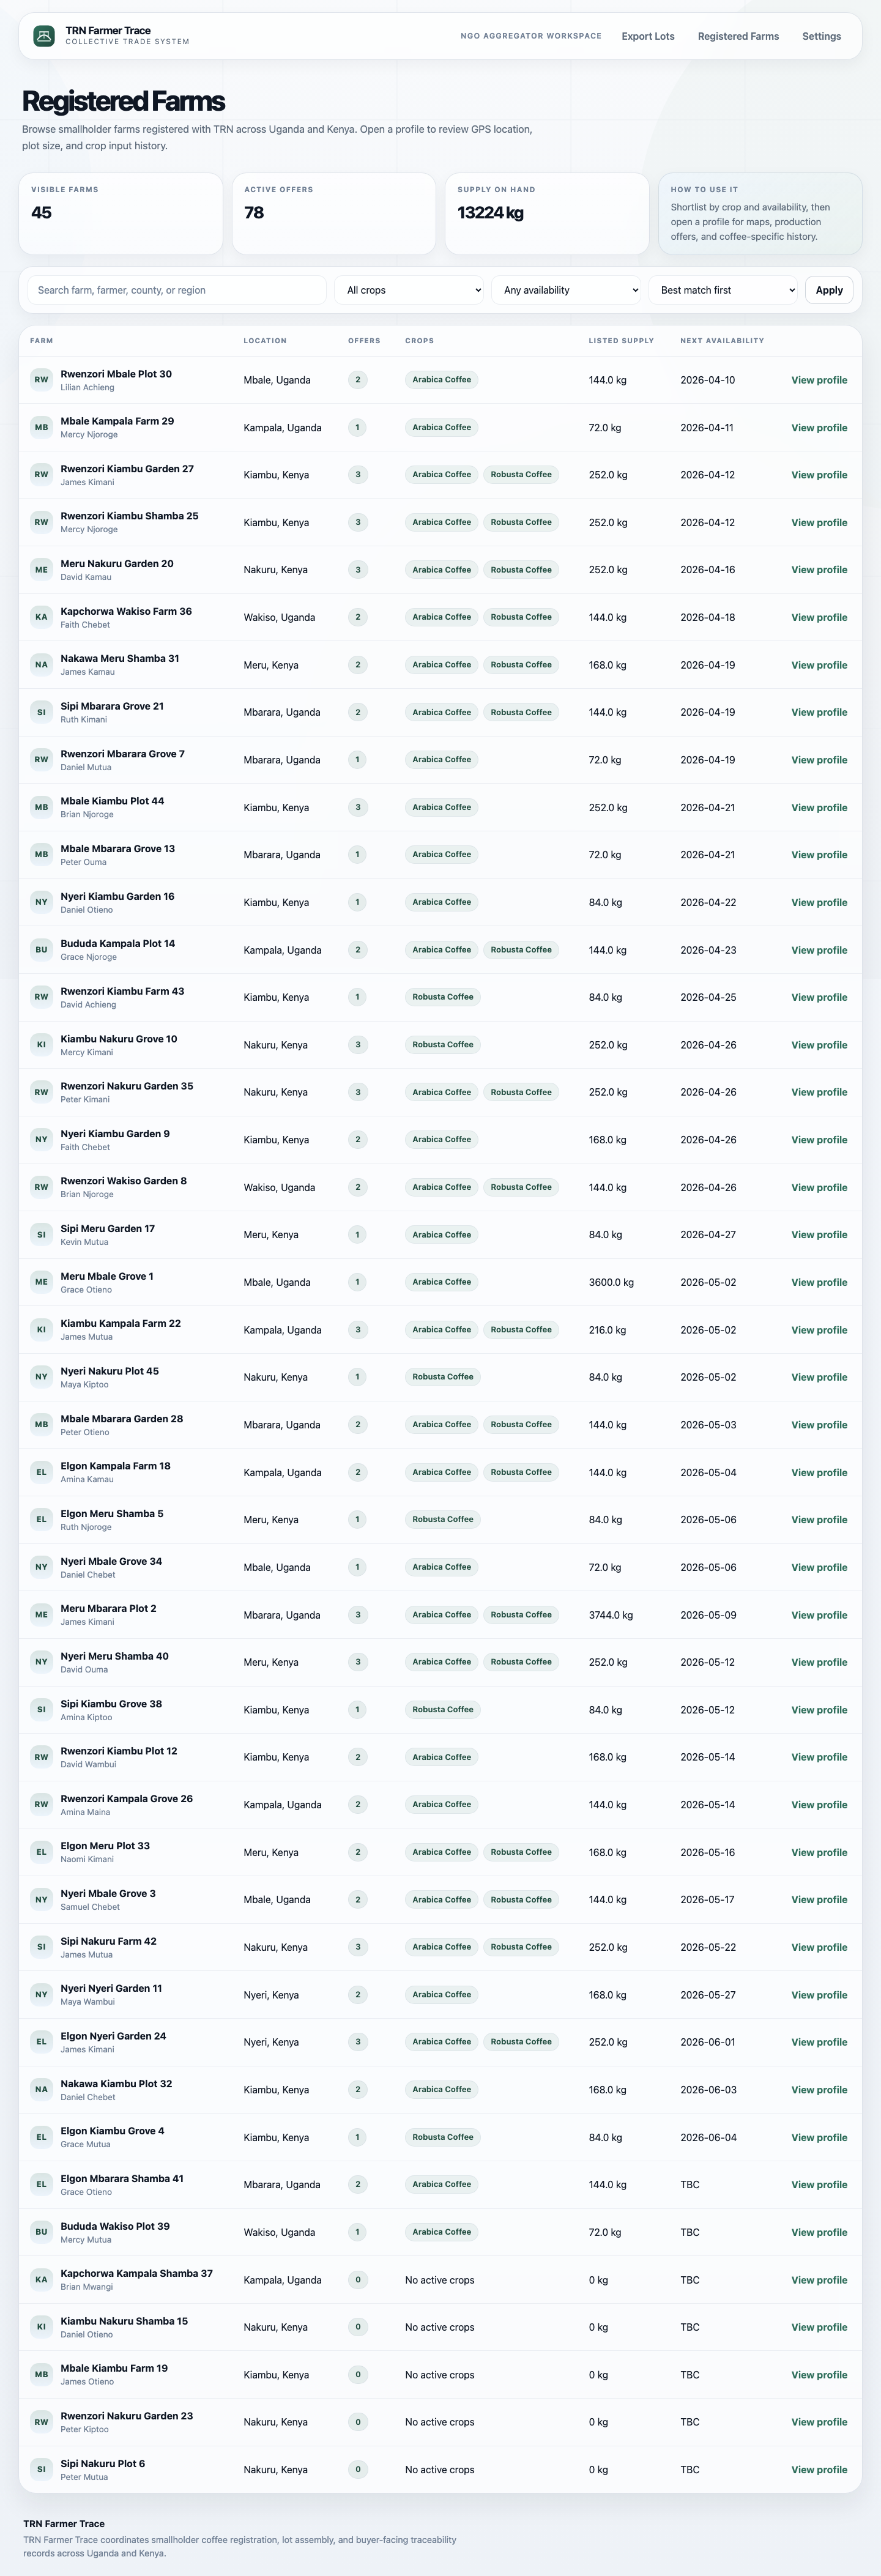 TRN Farmer Trace
COLLECTIVE TRADE SYSTEM
NGO AGGREGATOR WORKSPACE Export Lots Registered Farms Settings
Registered Farms
Browse smallholder farms registered with TRN across Uganda and Kenya. Open a profile to review GPS location,
plot size, and crop input history.
VISIBLE FARMS
45
ACTIVE OFFERS
78
SUPPLY ON HAND
13224 kg
HOW TO USE IT
Shortlist by crop and availability, then
open a profile for maps, production
offers, and coffee-specific history.
Search farm, farmer, county, or region All crops Any availability Best match first Apply
FARM LOCATION OFFERS CROPS LISTED SUPPLY NEXT AVAILABILITY
RW Rwenzori Mbale Plot 30 Mbale, Uganda 2 Arabica Coffee 144.0 kg 2026-04-10 View profile
Lilian Achieng
MB Mbale Kampala Farm 29 Kampala, Uganda 1 Arabica Coffee 72.0 kg 2026-04-11 View profile
Mercy Njoroge
RW Rwenzori Kiambu Garden 27 Kiambu, Kenya 3 Arabica Coffee Robusta Coffee 252.0 kg 2026-04-12 View profile
James Kimani
RW Rwenzori Kiambu Shamba 25 Kiambu, Kenya 3 Arabica Coffee Robusta Coffee 252.0 kg 2026-04-12 View profile
Mercy Njoroge
ME Meru Nakuru Garden 20 Nakuru, Kenya 3 Arabica Coffee Robusta Coffee 252.0 kg 2026-04-16 View profile
David Kamau
KA Kapchorwa Wakiso Farm 36 Wakiso, Uganda 2 Arabica Coffee Robusta Coffee 144.0 kg 2026-04-18 View profile
Faith Chebet
NA Nakawa Meru Shamba 31 Meru, Kenya 2 Arabica Coffee Robusta Coffee 168.0 kg 2026-04-19 View profile
James Kamau
SI Sipi Mbarara Grove 21 Mbarara, Uganda 2 Arabica Coffee Robusta Coffee 144.0 kg 2026-04-19 View profile
Ruth Kimani
RW Rwenzori Mbarara Grove 7 Mbarara, Uganda 1 Arabica Coffee 72.0 kg 2026-04-19 View profile
Daniel Mutua
MB Mbale Kiambu Plot 44 Kiambu, Kenya 3 Arabica Coffee 252.0 kg 2026-04-21 View profile
Brian Njoroge
MB Mbale Mbarara Grove 13 Mbarara, Uganda 1 Arabica Coffee 72.0 kg 2026-04-21 View profile
Peter Ouma
NY Nyeri Kiambu Garden 16 Kiambu, Kenya 1 Arabica Coffee 84.0 kg 2026-04-22 View profile
Daniel Otieno
BU Bududa Kampala Plot 14 Kampala, Uganda 2 Arabica Coffee Robusta Coffee 144.0 kg 2026-04-23 View profile
Grace Njoroge
RW Rwenzori Kiambu Farm 43 Kiambu, Kenya 1 Robusta Coffee 84.0 kg 2026-04-25 View profile
David Achieng
KI Kiambu Nakuru Grove 10 Nakuru, Kenya 3 Robusta Coffee 252.0 kg 2026-04-26 View profile
Mercy Kimani
RW Rwenzori Nakuru Garden 35 Nakuru, Kenya 3 Arabica Coffee Robusta Coffee 252.0 kg 2026-04-26 View profile
Peter Kimani
NY Nyeri Kiambu Garden 9 Kiambu, Kenya 2 Arabica Coffee 168.0 kg 2026-04-26 View profile
Faith Chebet
RW Rwenzori Wakiso Garden 8 Wakiso, Uganda 2 Arabica Coffee Robusta Coffee 144.0 kg 2026-04-26 View profile
Brian Njoroge
SI Sipi Meru Garden 17 Meru, Kenya 1 Arabica Coffee 84.0 kg 2026-04-27 View profile
Kevin Mutua
ME Meru Mbale Grove 1 Mbale, Uganda 1 Arabica Coffee 3600.0 kg 2026-05-02 View profile
Grace Otieno
KI Kiambu Kampala Farm 22 Kampala, Uganda 3 Arabica Coffee Robusta Coffee 216.0 kg 2026-05-02 View profile
James Mutua
NY Nyeri Nakuru Plot 45 Nakuru, Kenya 1 Robusta Coffee 84.0 kg 2026-05-02 View profile
Maya Kiptoo
MB Mbale Mbarara Garden 28 Mbarara, Uganda 2 Arabica Coffee Robusta Coffee 144.0 kg 2026-05-03 View profile
Peter Otieno
EL Elgon Kampala Farm 18 Kampala, Uganda 2 Arabica Coffee Robusta Coffee 144.0 kg 2026-05-04 View profile
Amina Kamau
EL Elgon Meru Shamba 5 Meru, Kenya 1 Robusta Coffee 84.0 kg 2026-05-06 View profile
Ruth Njoroge
NY Nyeri Mbale Grove 34 Mbale, Uganda 1 Arabica Coffee 72.0 kg 2026-05-06 View profile
Daniel Chebet
ME Meru Mbarara Plot 2 Mbarara, Uganda 3 Arabica Coffee Robusta Coffee 3744.0 kg 2026-05-09 View profile
James Kimani
NY Nyeri Meru Shamba 40 Meru, Kenya 3 Arabica Coffee Robusta Coffee 252.0 kg 2026-05-12 View profile
David Ouma
SI Sipi Kiambu Grove 38 Kiambu, Kenya 1 Robusta Coffee 84.0 kg 2026-05-12 View profile
Amina Kiptoo
RW Rwenzori Kiambu Plot 12 Kiambu, Kenya 2 Arabica Coffee 168.0 kg 2026-05-14 View profile
David Wambui
RW Rwenzori Kampala Grove 26 Kampala, Uganda 2 Arabica Coffee 144.0 kg 2026-05-14 View profile
Amina Maina
EL Elgon Meru Plot 33 Meru, Kenya 2 Arabica Coffee Robusta Coffee 168.0 kg 2026-05-16 View profile
Naomi Kimani
NY Nyeri Mbale Grove 3 Mbale, Uganda 2 Arabica Coffee Robusta Coffee 144.0 kg 2026-05-17 View profile
Samuel Chebet
SI Sipi Nakuru Farm 42 Nakuru, Kenya 3 Arabica Coffee Robusta Coffee 252.0 kg 2026-05-22 View profile
James Mutua
NY Nyeri Nyeri Garden 11 Nyeri, Kenya 2 Arabica Coffee 168.0 kg 2026-05-27 View profile
Maya Wambui
EL Elgon Nyeri Garden 24 Nyeri, Kenya 3 Arabica Coffee Robusta Coffee 252.0 kg 2026-06-01 View profile
James Kimani
NA Nakawa Kiambu Plot 32 Kiambu, Kenya 2 Arabica Coffee 168.0 kg 2026-06-03 View profile
Daniel Chebet
EL Elgon Kiambu Grove 4 Kiambu, Kenya 1 Robusta Coffee 84.0 kg 2026-06-04 View profile
Grace Mutua
EL Elgon Mbarara Shamba 41 Mbarara, Uganda 2 Arabica Coffee 144.0 kg TBC View profile
Grace Otieno
BU Bududa Wakiso Plot 39 Wakiso, Uganda 1 Arabica Coffee 72.0 kg TBC View profile
Mercy Mutua
KA Kapchorwa Kampala Shamba 37 Kampala, Uganda 0 No active crops 0 kg TBC View profile
Brian Mwangi
KI Kiambu Nakuru Shamba 15 Nakuru, Kenya 0 No active crops 0 kg TBC View profile
Daniel Otieno
MB Mbale Kiambu Farm 19 Kiambu, Kenya 0 No active crops 0 kg TBC View profile
James Otieno
RW Rwenzori Nakuru Garden 23 Nakuru, Kenya 0 No active crops 0 kg TBC View profile
Peter Kiptoo
SI Sipi Nakuru Plot 6 Nakuru, Kenya 0 No active crops 0 kg TBC View profile
Peter Mutua
TRN Farmer Trace
TRN Farmer Trace coordinates smallholder coffee registration, lot assembly, and buyer-facing traceability
records across Uganda and Kenya.